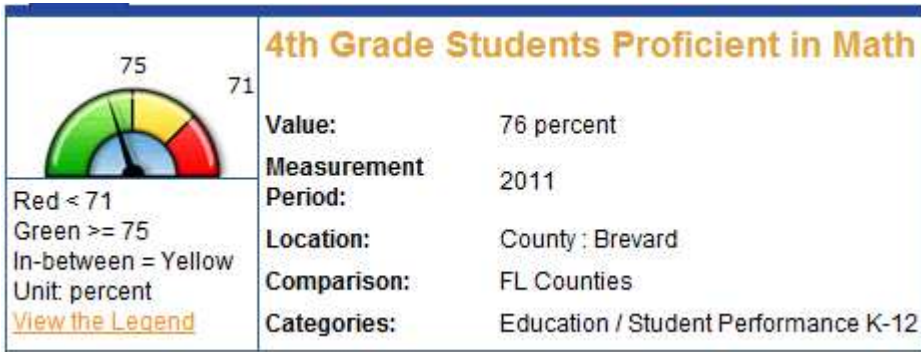 4th Grade Students Proficient in Math
75
71
Red < 71
Green >= 75
In-between = Yellow
Unit: percent
View the Legend
Value: 76 percent
Measurement
Period: 2011
Location: County : Brevard
Comparison: FL Counties
Categories: Education / Student Performance K-12